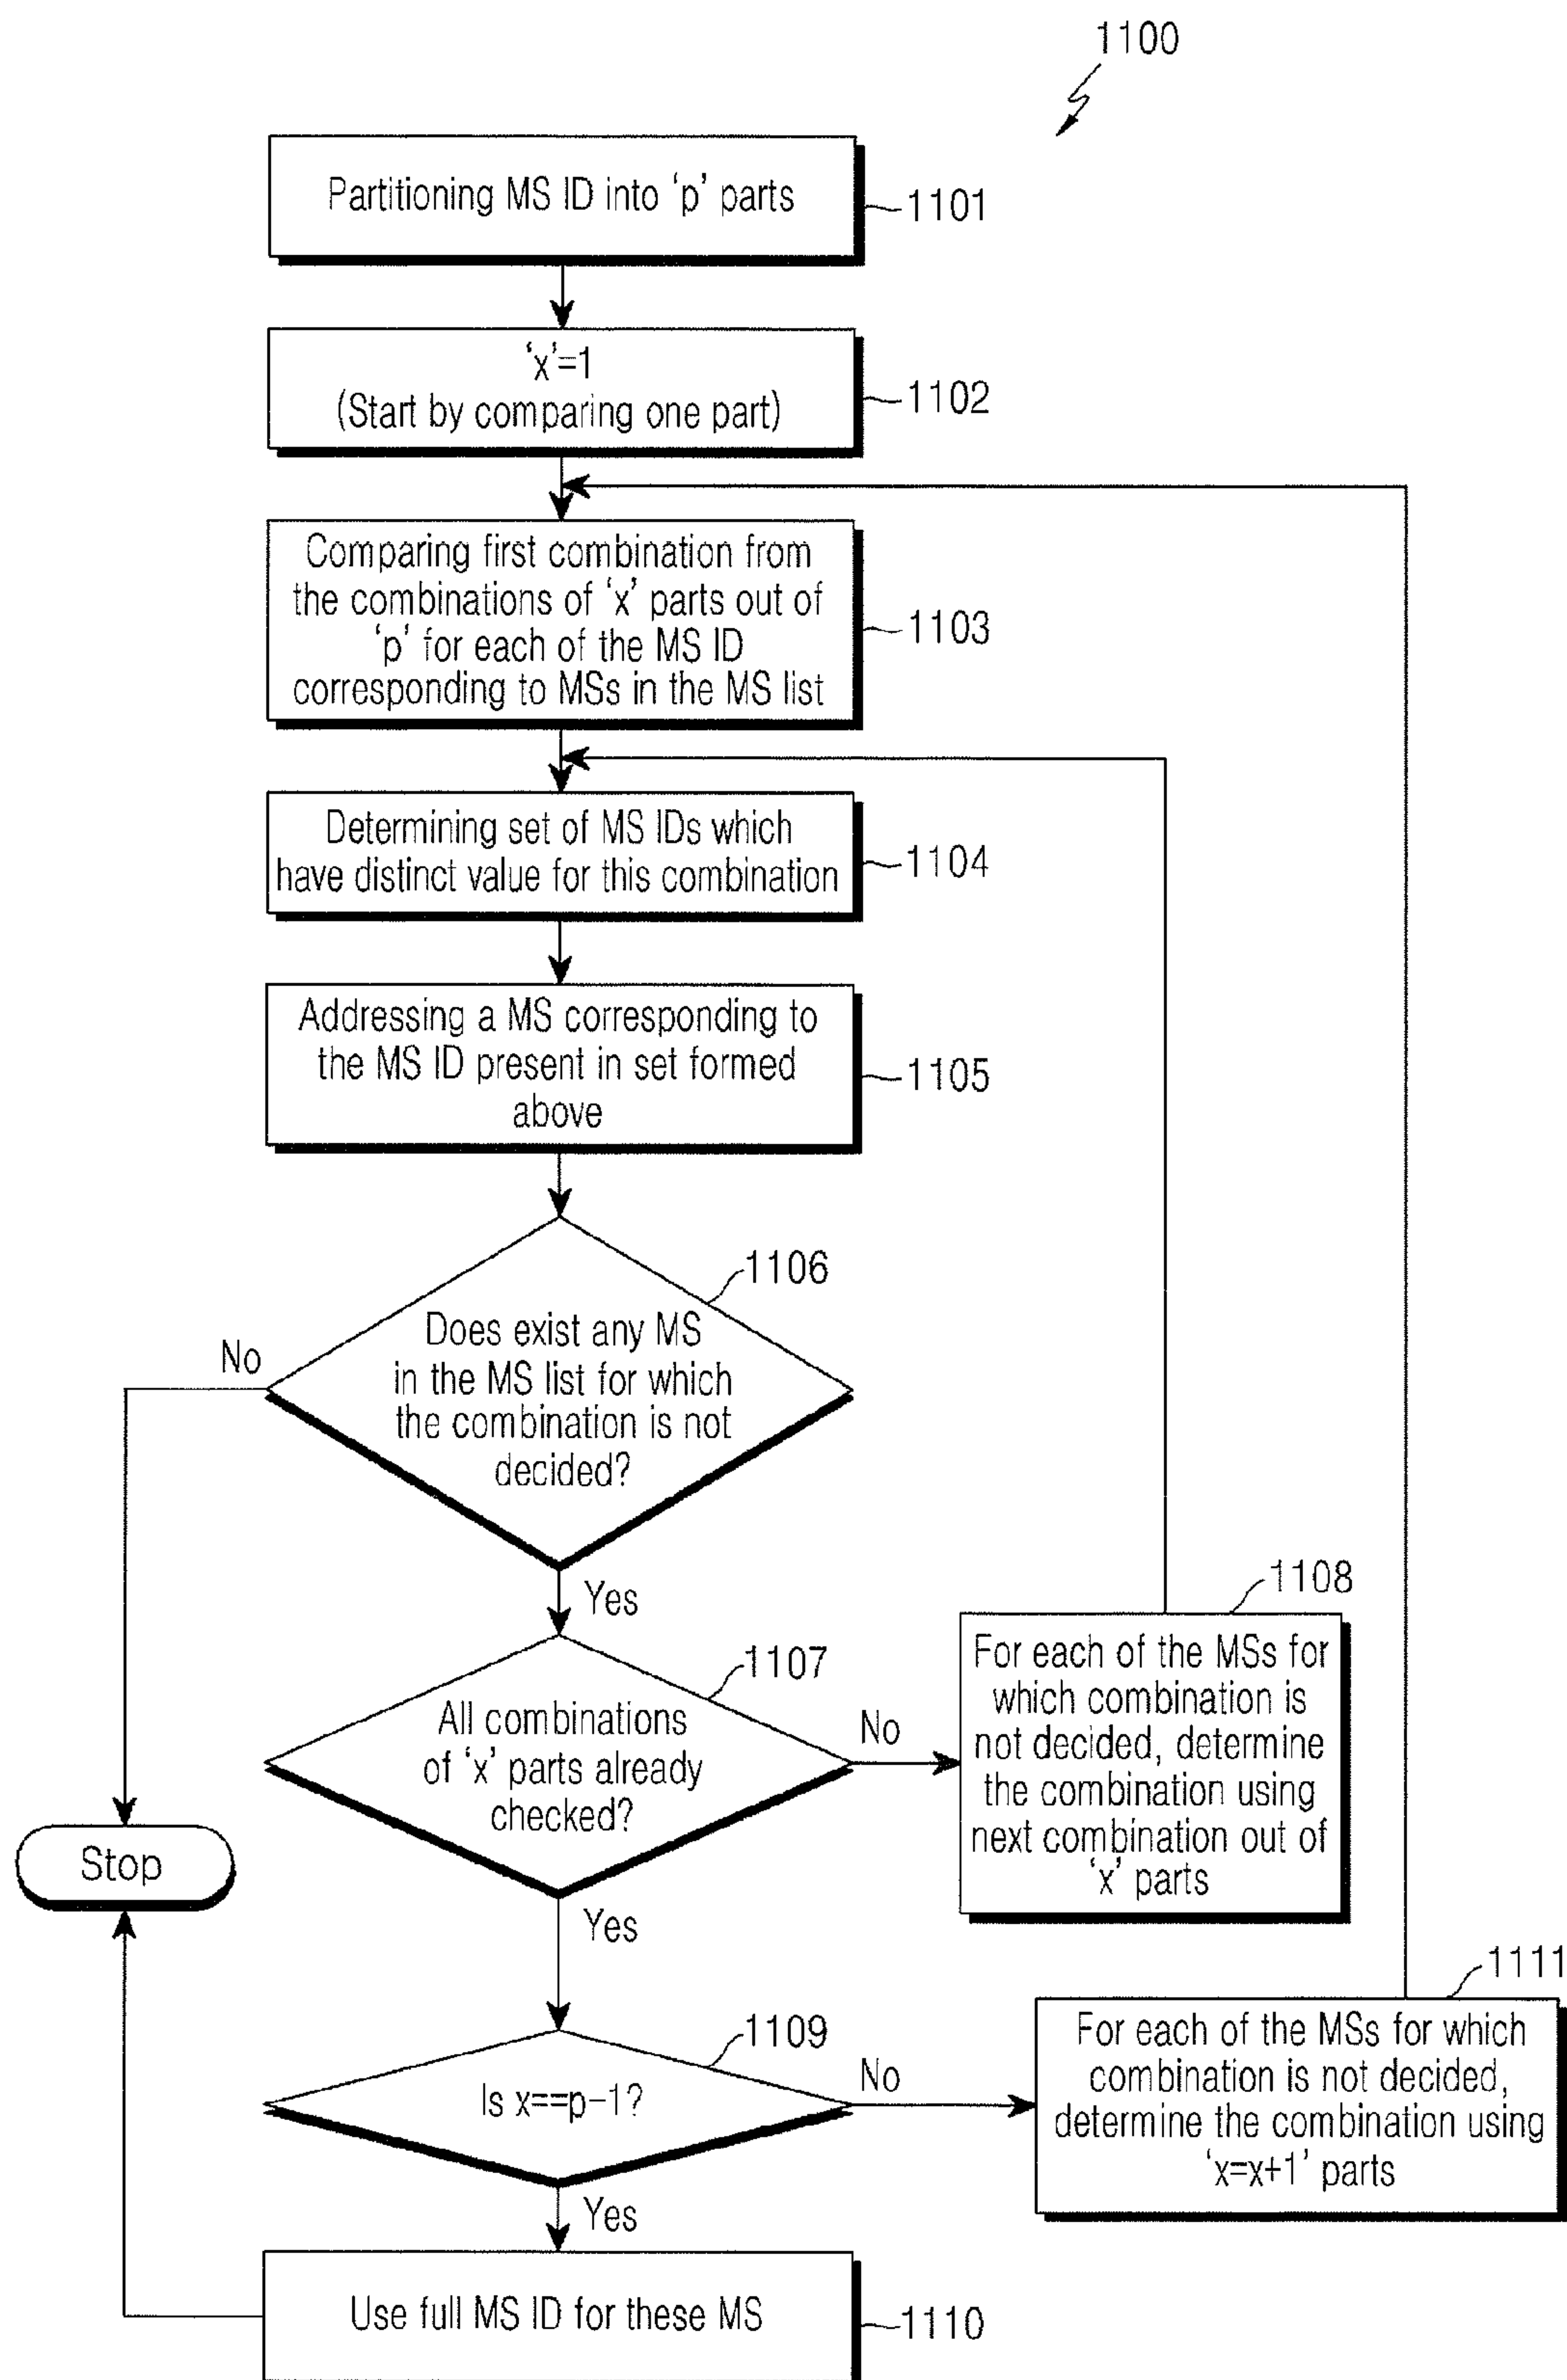 1100
Partitioning MS ID into ‘p’ parts
1101
‘x’=1
(Start by comparing one part)
1102
Comparing first combination from
the combinations of ‘x’ parts out of
‘p’ for each of the MS ID
corresponding to MSs in the MS list
1103
Determining set of MS IDs which
have distinct value for this combination
1104
Addressing a MS corresponding to
the MS ID present in set formed
above
1105
1106
Does exist any MS
in the MS list for which
the combination is not
decided?
No
Yes
1107
All combinations
of ‘x’ parts already
checked?
No
1108
For each of the MSs for
which combination is
not decided, determine
the combination using
next combination out of
‘x’ parts
Stop
Yes
1109
Is x==p-1?
No
1111
For each of the MSs for which
combination is not decided,
determine the combination using
‘x=x+1’ parts
Yes
Use full MS ID for these MS
1110